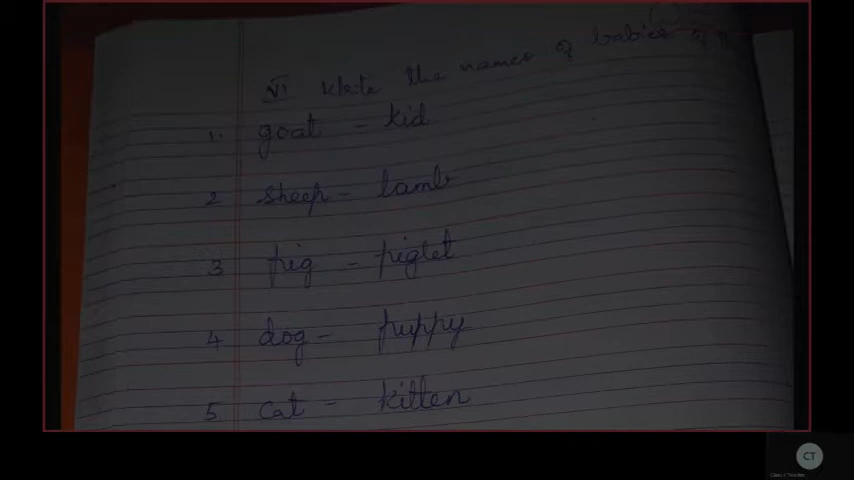 VI Write the names of babies of
1. goat - kid
2 sheep - lamb
3 pig - piglet
4 dog - puppy
5 cat - kitten
CT